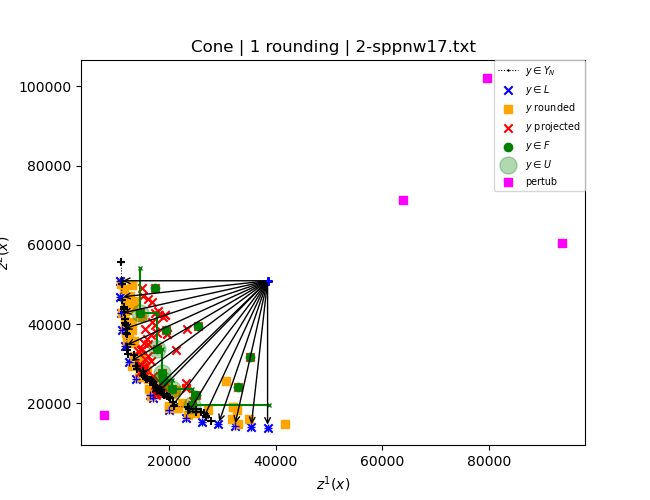 Cone | 1 rounding | 2-sppnw17.txt
y ∈ Y_N
y ∈ L
y rounded
y projected
y ∈ F
y ∈ U
pertub
100000
80000
60000
40000
20000
z²(x)
20000 40000 60000 80000
z¹(x)